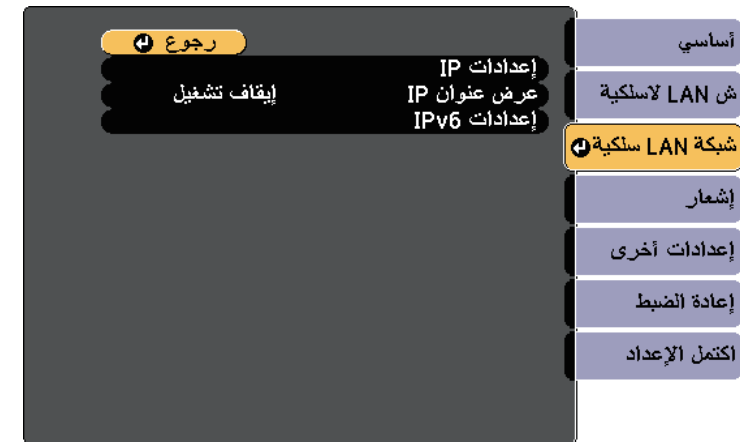 أساسي
ش LAN لاسلكية
شبكة LAN سلكية
إشعار
إعدادات أخرى
إعادة الضبط
اكتمل الإعداد
رجوع
إعدادات IP
عرض عنوان IP إيقاف تشغيل
إعدادات IPv6